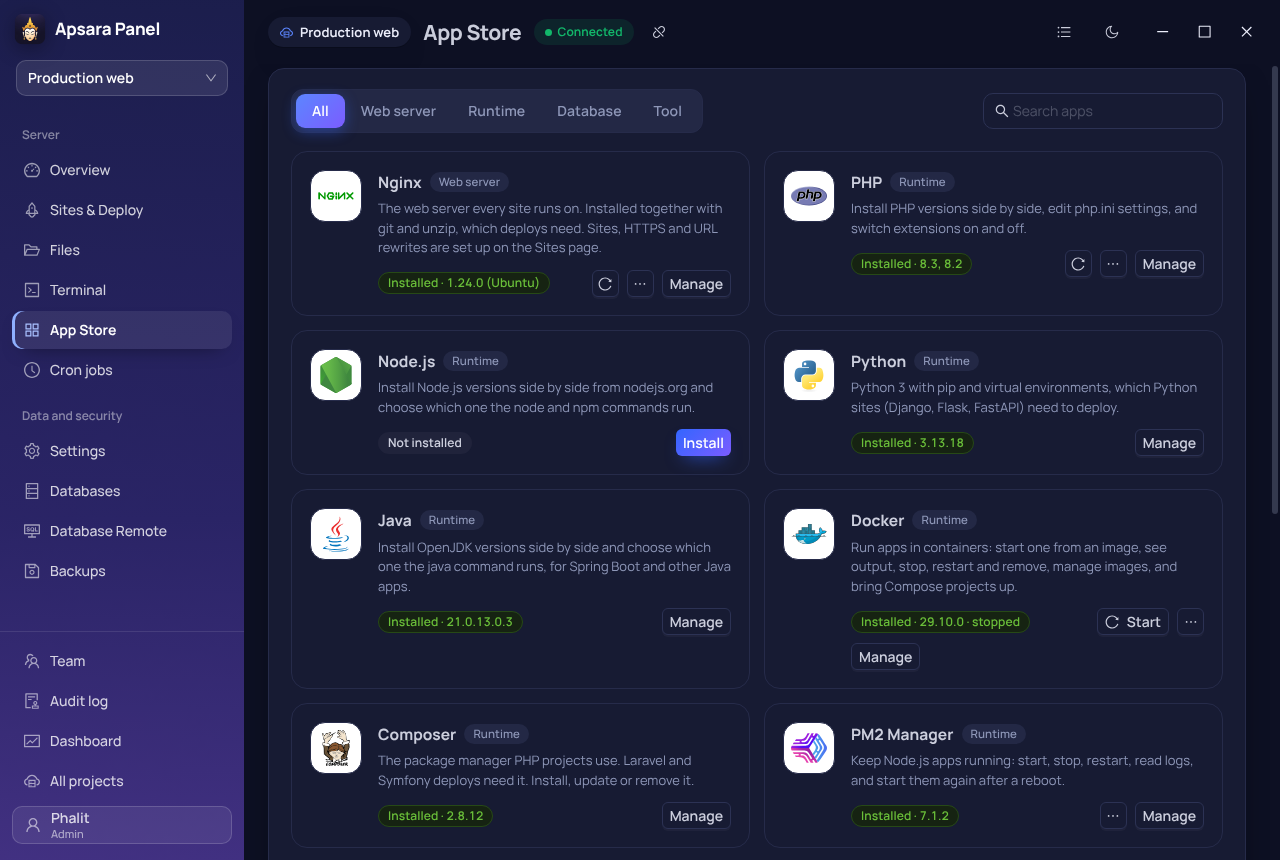 Apsara Panel
Production web
Server
Overview
Sites & Deploy
Files
Terminal
App Store
Cron jobs
Data and security
Settings
Databases
SQL
Database Remote
Backups
Team
Audit log
Dashboard
All projects
Phalit
Admin
Production web
App Store
Connected
All
Web server
Runtime
Database
Tool
Search apps
NGINX
Nginx
Web server
The web server every site runs on. Installed together with
git and unzip, which deploys need. Sites, HTTPS and URL
rewrites are set up on the Sites page.
Installed · 1.24.0 (Ubuntu)
Manage
php
PHP
Runtime
Install PHP versions side by side, edit php.ini settings, and
switch extensions on and off.
Installed · 8.3, 8.2
Manage
Node.js
Runtime
Install Node.js versions side by side from nodejs.org and
choose which one the node and npm commands run.
Not installed
Install
Python
Runtime
Python 3 with pip and virtual environments, which Python
sites (Django, Flask, FastAPI) need to deploy.
Installed · 3.13.18
Manage
Java
Runtime
Install OpenJDK versions side by side and choose which
one the java command runs, for Spring Boot and other Java
apps.
Installed · 21.0.13.0.3
Manage
Docker
Runtime
Run apps in containers: start one from an image, see
output, stop, restart and remove, manage images, and
bring Compose projects up.
Installed · 29.10.0 · stopped
Start
Manage
Composer
Runtime
The package manager PHP projects use. Laravel and
Symfony deploys need it. Install, update or remove it.
Installed · 2.8.12
Manage
PM2 Manager
Runtime
Keep Node.js apps running: start, stop, restart, read logs,
and start them again after a reboot.
Installed · 7.1.2
Manage